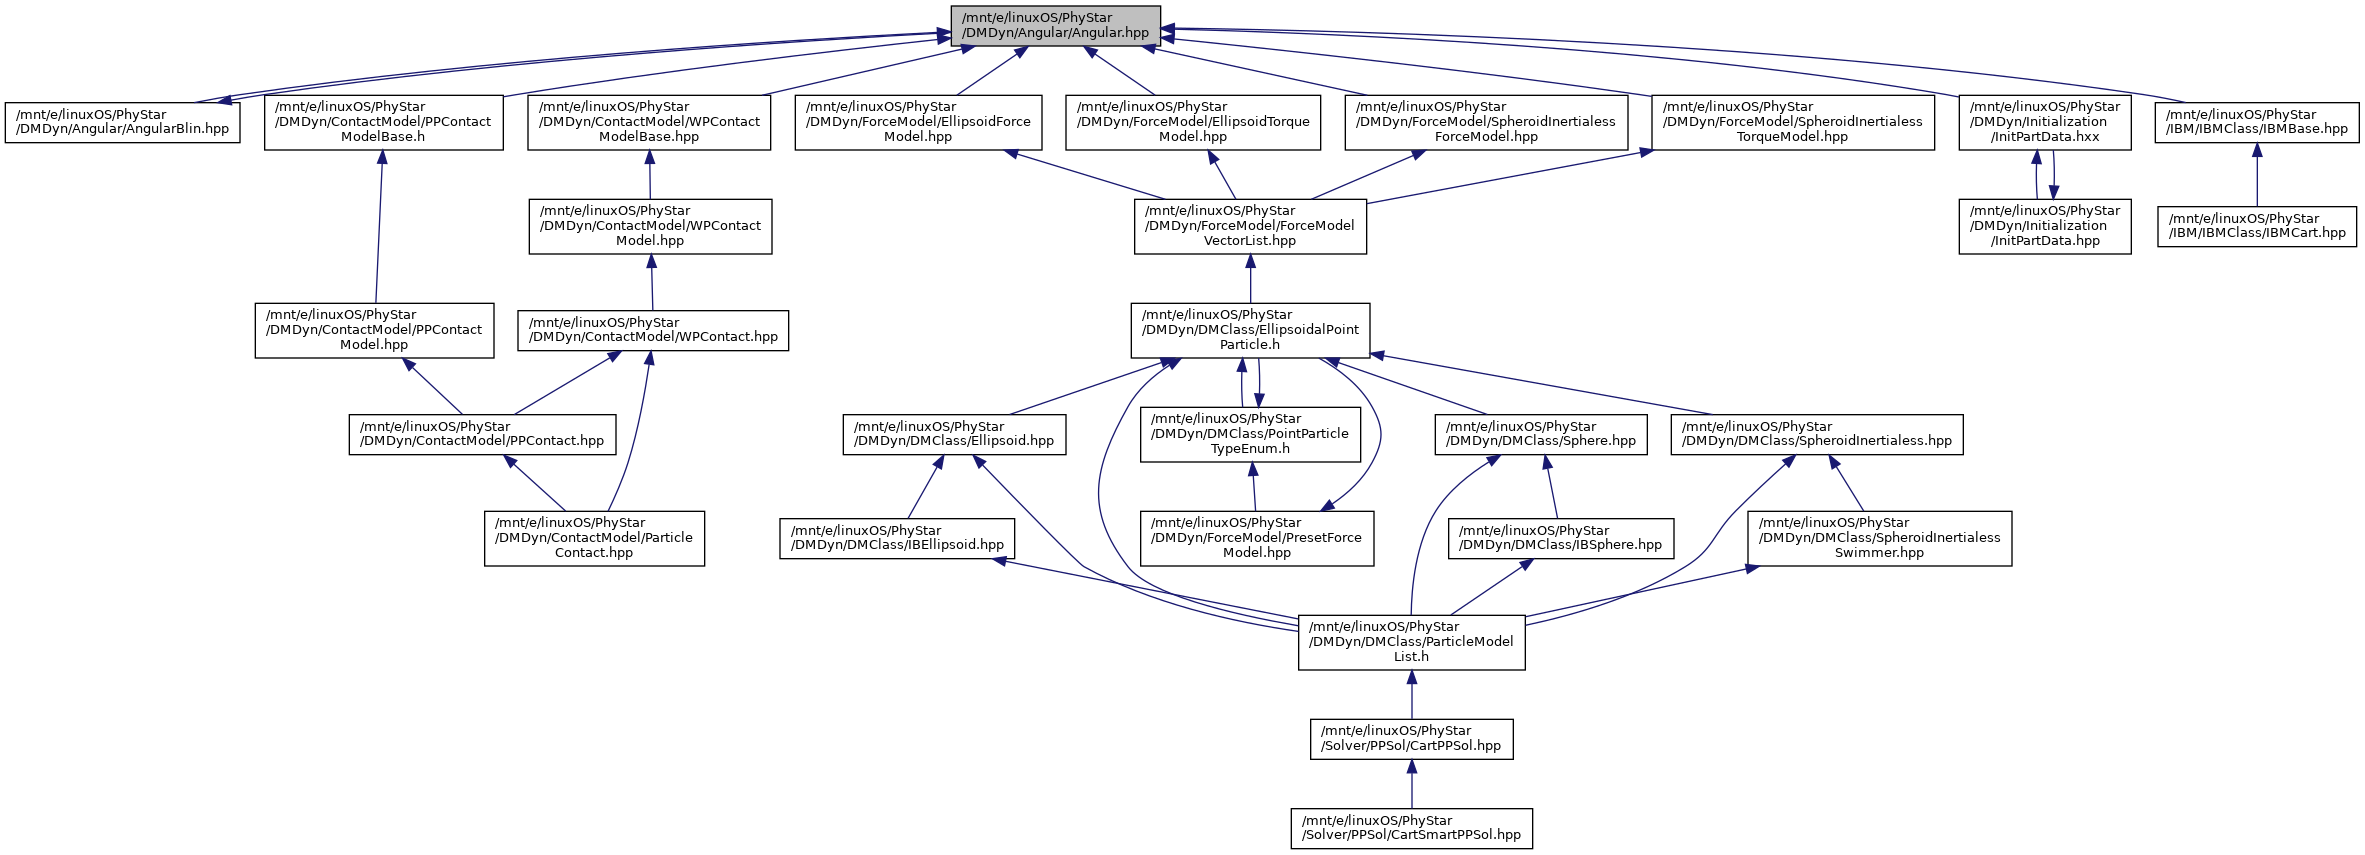 /mnt/e/linuxOS/PhyStar
/DMDyn/Angular/Angular.hpp
/mnt/e/linuxOS/PhyStar
/DMDyn/Angular/AngularBlin.hpp
/mnt/e/linuxOS/PhyStar
/DMDyn/ContactModel/PPContact
ModelBase.h
/mnt/e/linuxOS/PhyStar
/DMDyn/ContactModel/WPContact
ModelBase.hpp
/mnt/e/linuxOS/PhyStar
/DMDyn/ForceModel/EllipsoidForce
Model.hpp
/mnt/e/linuxOS/PhyStar
/DMDyn/ForceModel/EllipsoidTorque
Model.hpp
/mnt/e/linuxOS/PhyStar
/DMDyn/ForceModel/SpheroidInertialess
ForceModel.hpp
/mnt/e/linuxOS/PhyStar
/DMDyn/ForceModel/SpheroidInertialess
TorqueModel.hpp
/mnt/e/linuxOS/PhyStar
/DMDyn/Initialization
/InitPartData.hxx
/mnt/e/linuxOS/PhyStar
/IBM/IBMClass/IBMBase.hpp
/mnt/e/linuxOS/PhyStar
/DMDyn/ContactModel/WPContact
Model.hpp
/mnt/e/linuxOS/PhyStar
/DMDyn/ForceModel/ForceModel
VectorList.hpp
/mnt/e/linuxOS/PhyStar
/DMDyn/Initialization
/InitPartData.hpp
/mnt/e/linuxOS/PhyStar
/IBM/IBMClass/IBMCart.hpp
/mnt/e/linuxOS/PhyStar
/DMDyn/ContactModel/PPContact
Model.hpp
/mnt/e/linuxOS/PhyStar
/DMDyn/ContactModel/WPContact.hpp
/mnt/e/linuxOS/PhyStar
/DMDyn/DMClass/EllipsoidalPoint
Particle.h
/mnt/e/linuxOS/PhyStar
/DMDyn/ContactModel/PPContact.hpp
/mnt/e/linuxOS/PhyStar
/DMDyn/DMClass/Ellipsoid.hpp
/mnt/e/linuxOS/PhyStar
/DMDyn/DMClass/PointParticle
TypeEnum.h
/mnt/e/linuxOS/PhyStar
/DMDyn/DMClass/Sphere.hpp
/mnt/e/linuxOS/PhyStar
/DMDyn/DMClass/SpheroidInertialess.hpp
/mnt/e/linuxOS/PhyStar
/DMDyn/ContactModel/Particle
Contact.hpp
/mnt/e/linuxOS/PhyStar
/DMDyn/DMClass/IBEllipsoid.hpp
/mnt/e/linuxOS/PhyStar
/DMDyn/ForceModel/PresetForce
Model.hpp
/mnt/e/linuxOS/PhyStar
/DMDyn/DMClass/IBSphere.hpp
/mnt/e/linuxOS/PhyStar
/DMDyn/DMClass/SpheroidInertialess
Swimmer.hpp
/mnt/e/linuxOS/PhyStar
/DMDyn/DMClass/ParticleModel
List.h
/mnt/e/linuxOS/PhyStar
/Solver/PPSol/CartPPSol.hpp
/mnt/e/linuxOS/PhyStar
/Solver/PPSol/CartSmartPPSol.hpp